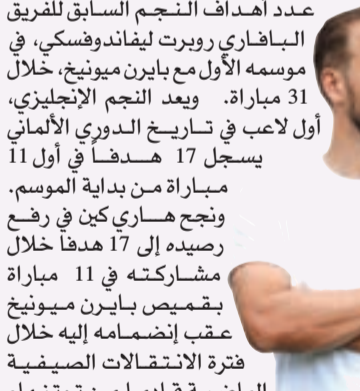 عدد أهداف النجم السابق للفريق
البافاري روبرت ليفاندوفسكي، في
موسمه الأول مع بايرن ميونيخ، خلال
31 مباراة. ويعد النجم الإنجليزي،
أول لاعب في تاريخ الدوري الألماني
يسجل 17 هدفاً في أول 11
مباراة من بداية الموسم.
ونجح هاري كين في رفع
رصيده إلى 17 هدفا خلال
مشاركته في 11 مباراة
بقميص بايرن ميونيخ
عقب إنضمامه إليه خلال
فترة الانتقالات الصيفية